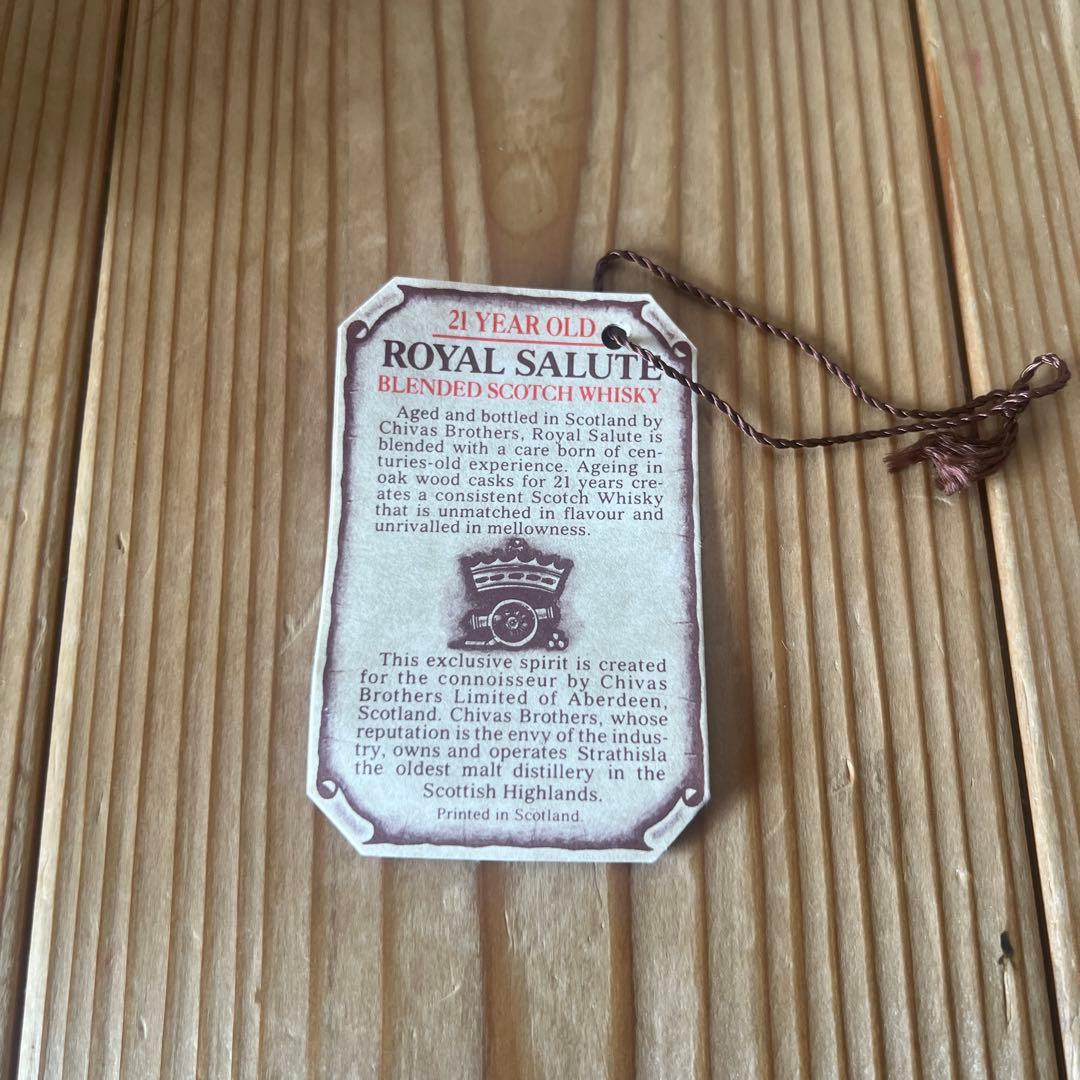 21 YEAR OLD
ROYAL SALUTE
BLENDED SCOTCH WHISKY
Aged and bottled in Scotland by
Chivas Brothers, Royal Salute is
blended with a care born of cen-
turies-old experience. Ageing in
oak wood casks for 21 years cre-
ates a consistent Scotch Whisky
that is unmatched in flavour and
unrivalled in mellowness.
This exclusive spirit is created
for the connoisseur by Chivas
Brothers Limited of Aberdeen,
Scotland. Chivas Brothers, whose
reputation is the envy of the indus-
try, owns and operates Strathisla
the oldest malt distillery in the
Scottish Highlands.
Printed in Scotland.